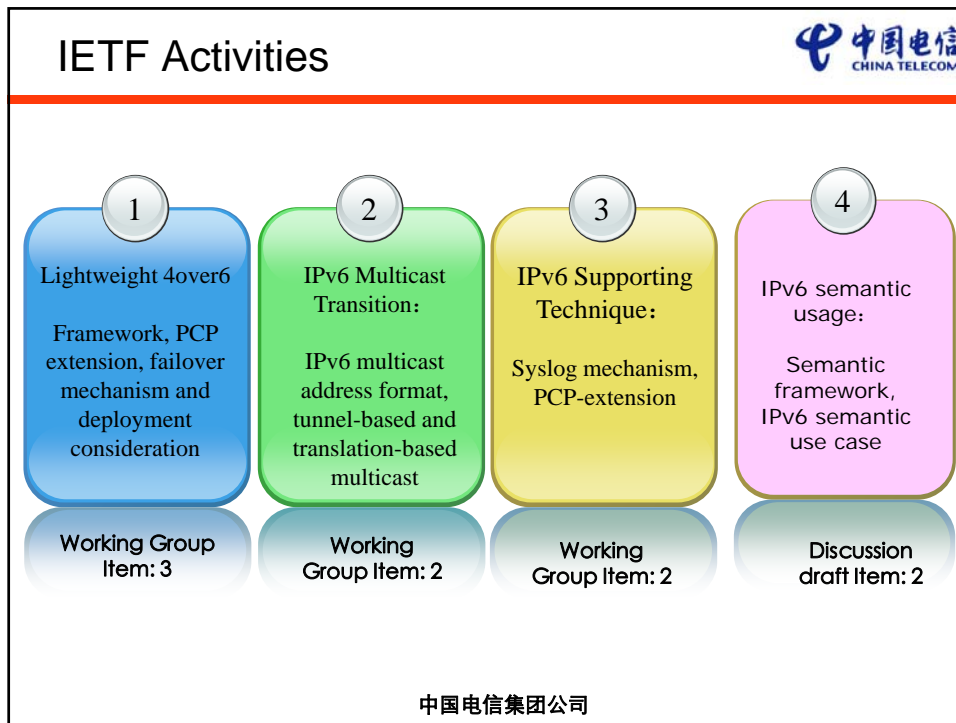 IETF Activities
中国电信
CHINA TELECOM
1
Lightweight 4over6
Framework, PCP
extension, failover
mechanism and
deployment
consideration
Working Group
Item: 3
2
IPv6 Multicast
Transition：
IPv6 multicast
address format,
tunnel-based and
translation-based
multicast
Working
Group Item: 2
3
IPv6 Supporting
Technique：
Syslog mechanism,
PCP-extension
Working
Group Item: 2
4
IPv6 semantic
usage：
Semantic
framework,
IPv6 semantic
use case
Discussion
draft Item: 2
中国电信集团公司